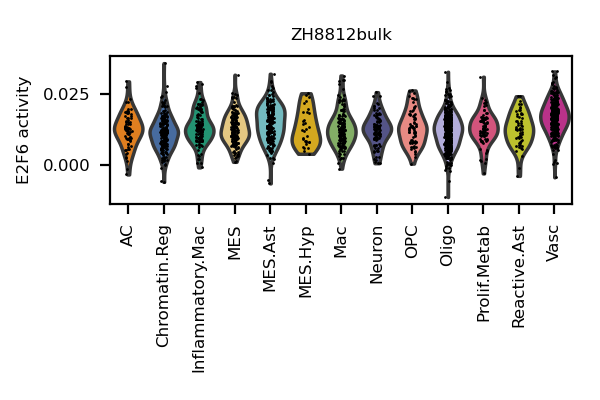 ZH8812bulk
E2F6 activity
0.025
0.000
AC
Chromatin.Reg
Inflammatory.Mac
MES
MES.Ast
MES.Hyp
Mac
Neuron
OPC
Oligo
Prolif.Metab
Reactive.Ast
Vasc